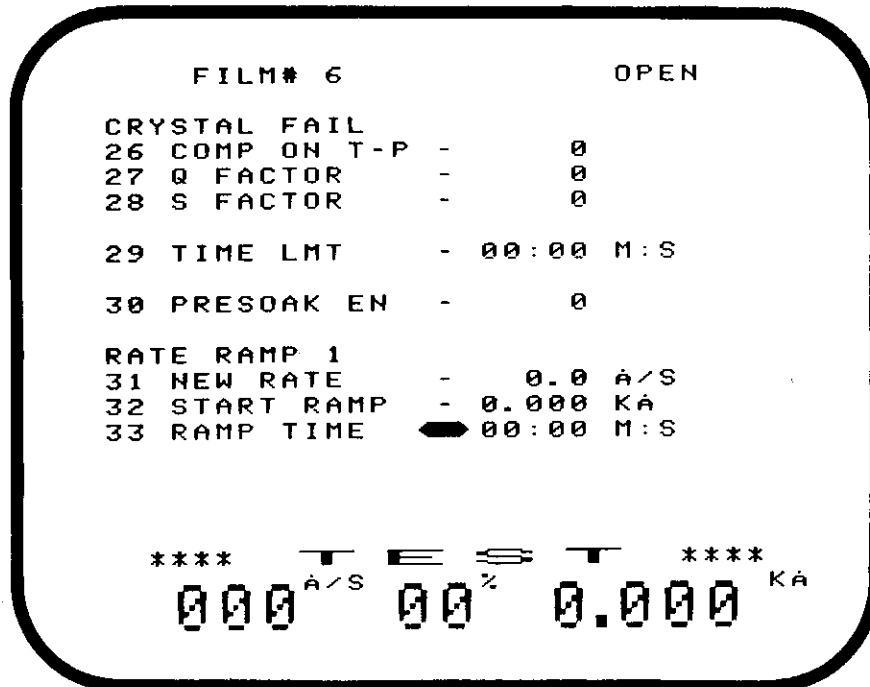 FILM# 6 OPEN
CRYSTAL FAIL
26 COMP ON T-P - 0
27 Q FACTOR - 0
28 S FACTOR - 0
29 TIME LMT - 00:00 M:S
30 PRESOAK EN - 0
RATE RAMP 1
31 NEW RATE - 0.0 Å/S
32 START RAMP - 0.000 KÅ
33 RAMP TIME 00:00 M:S
**** TEST ****
000 Å/S 00 % 0.000 KÅ